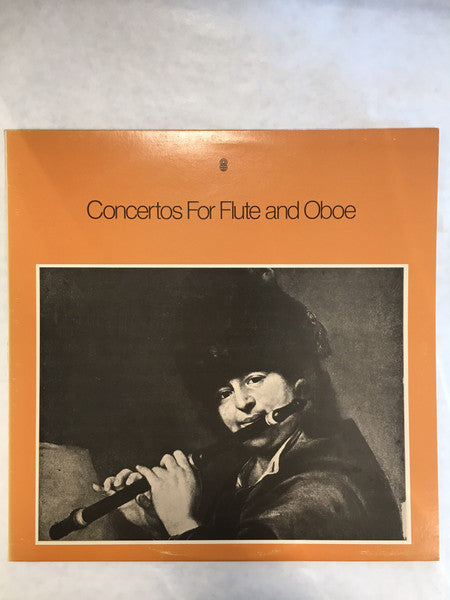 Concertos For Flute and Oboe